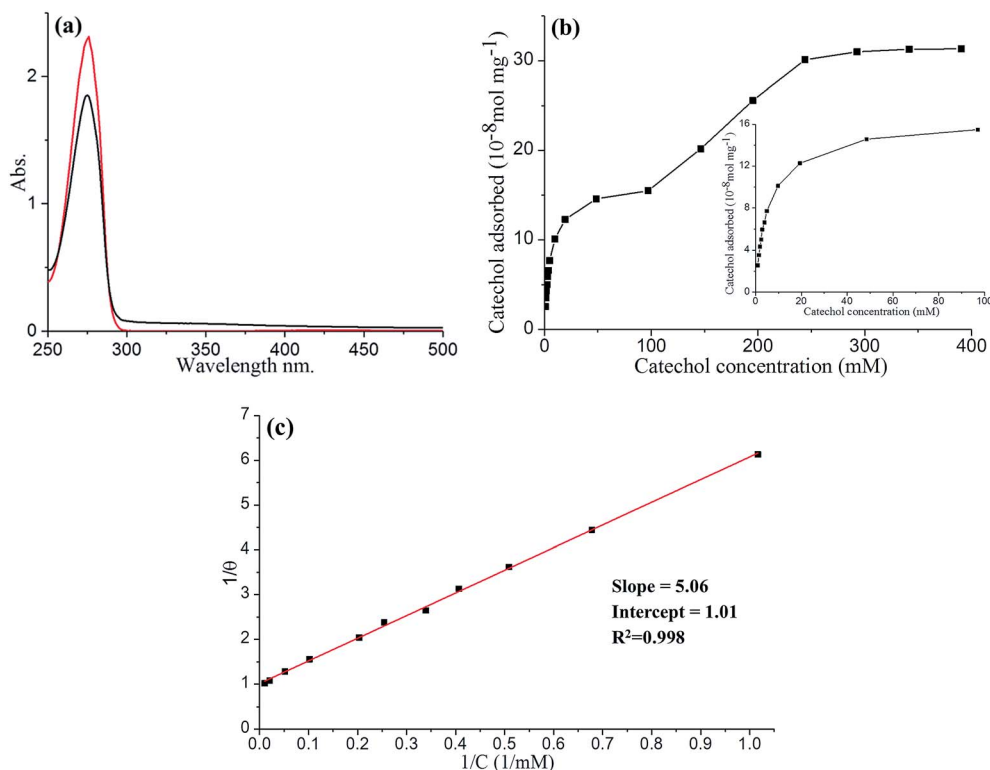 (a)
Abs.
2
1
0
250 300 350 400 450 500
Wavelength nm.
(b)
Catechol adsorbed (10⁻⁸mol mg⁻¹)
30
20
10
0
0 100 200 300 400
Catechol concentration (mM)
Catechol adsorbed (10⁻⁸mol mg⁻¹)
16
12
8
4
0
0 20 40 60 80 100
Catechol concentration (mM)
(c)
1/θ
7
6
5
4
3
2
1
0
0.0 0.1 0.2 0.3 0.4 0.5 0.6 0.7 0.8 0.9 1.0
1/C (1/mM)
Slope = 5.06
Intercept = 1.01
R²=0.998